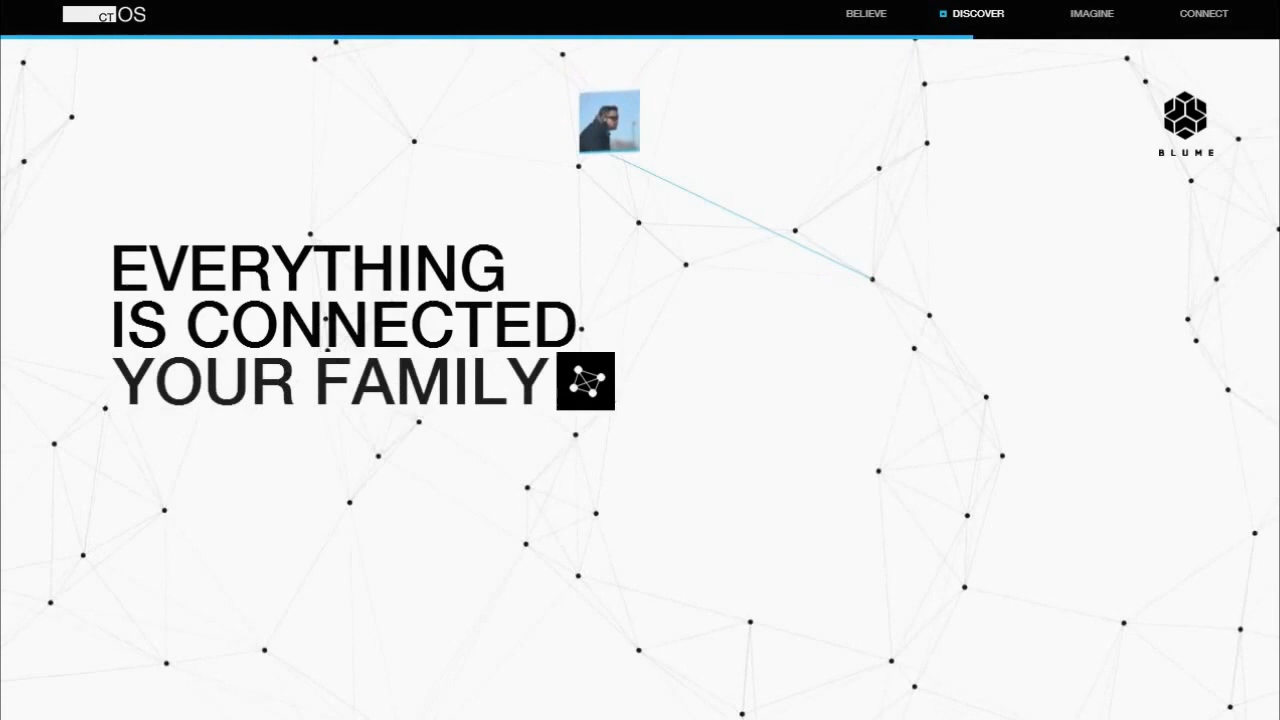 CTOS
BELIEVE
DISCOVER
IMAGINE
CONNECT
BLUME
EVERYTHING
IS CONNECTED
YOUR FAMILY